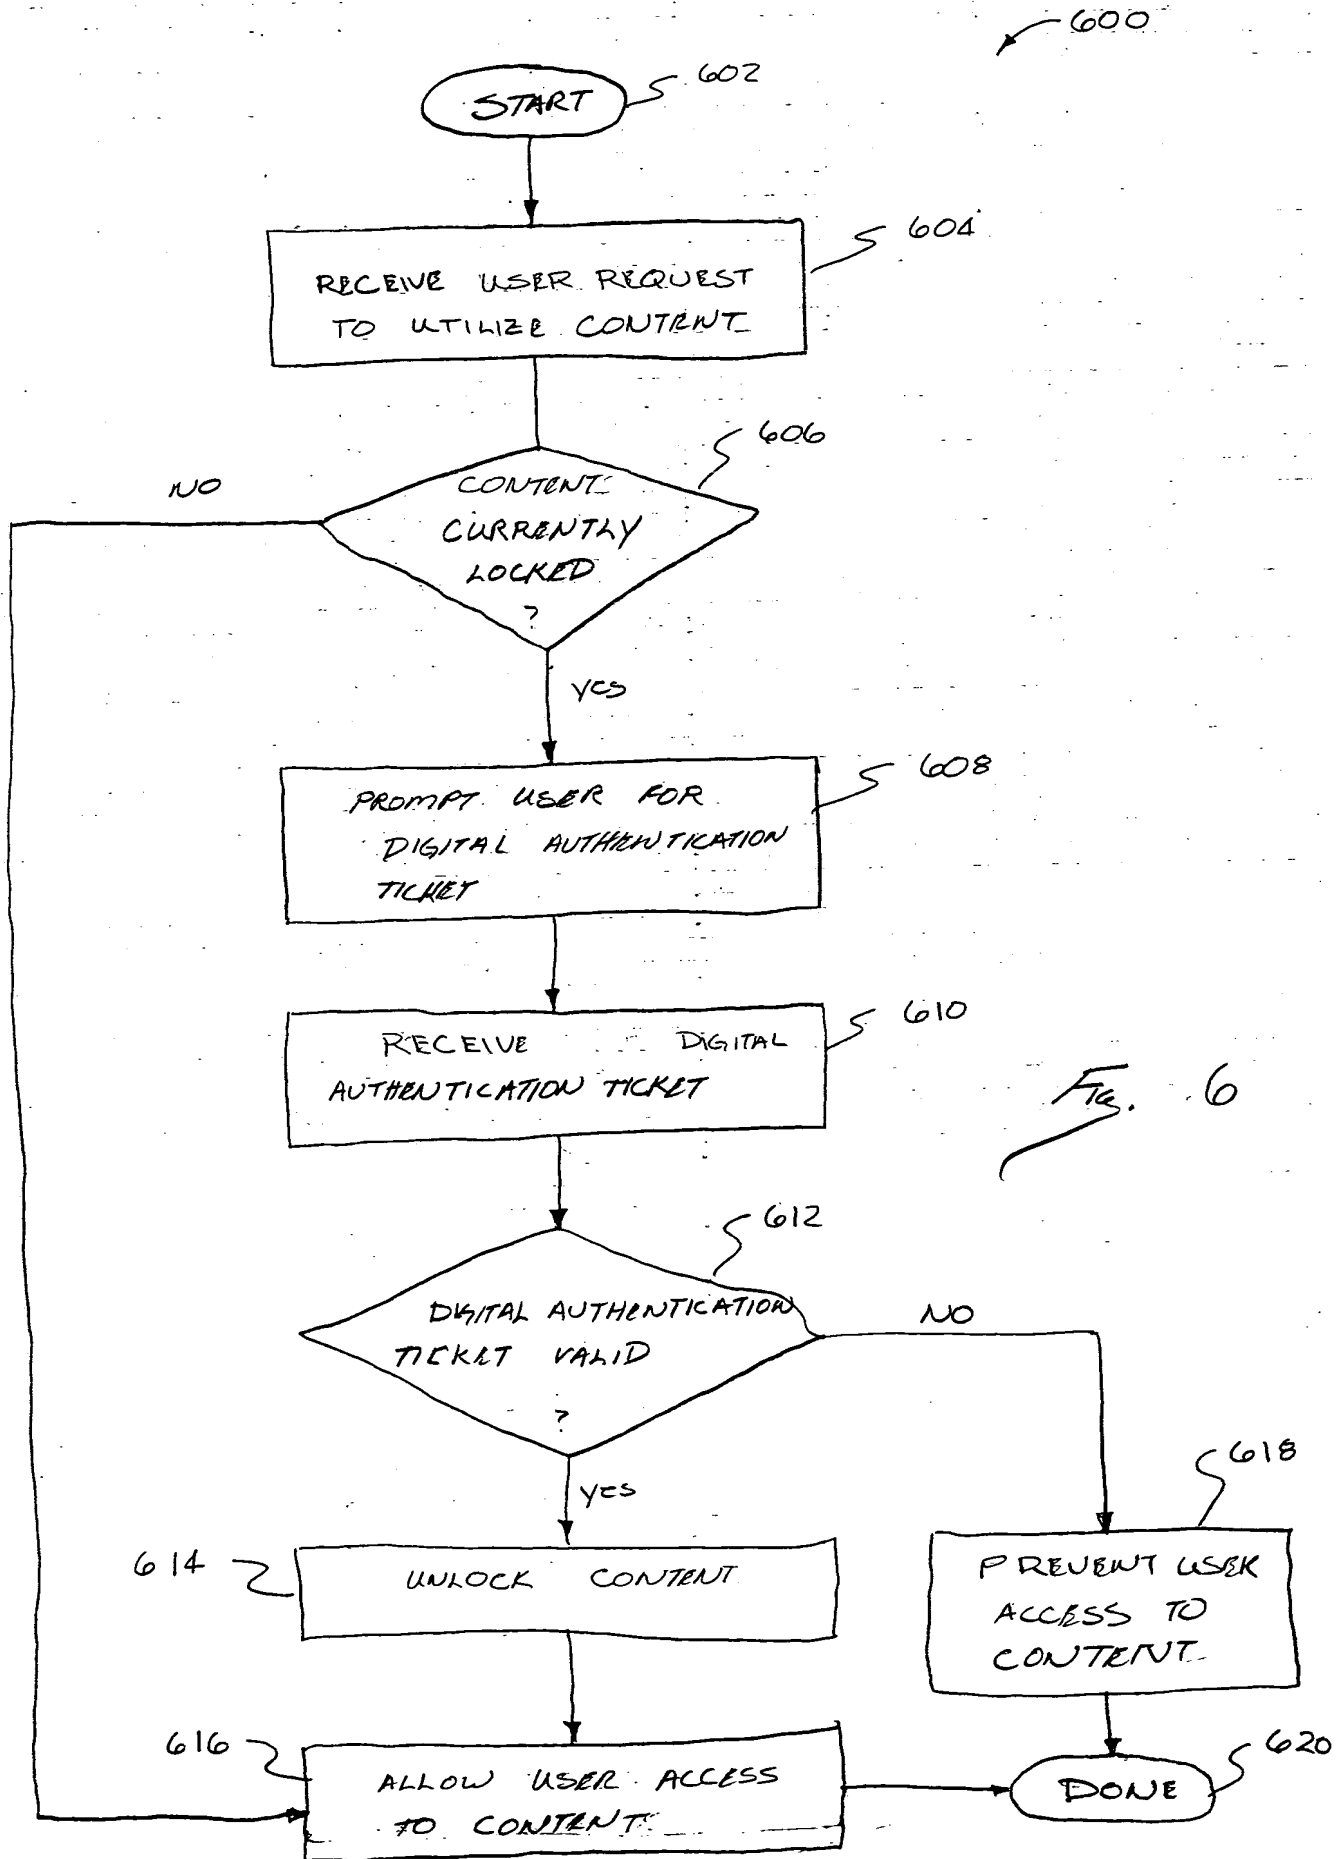 600
START
602
604
RECEIVE USER REQUEST
TO UTILIZE CONTENT
606
NO
CONTENT
CURRENTLY
LOCKED
?
YES
608
PROMPT USER FOR
DIGITAL AUTHENTICATION
TICKET
610
RECEIVE DIGITAL
AUTHENTICATION TICKET
FIG. 6
612
DIGITAL AUTHENTICATION
TICKET VALID
?
NO
YES
618
614
UNLOCK CONTENT
PREVENT USER
ACCESS TO
CONTENT
616
ALLOW USER ACCESS
TO CONTENT
620
DONE